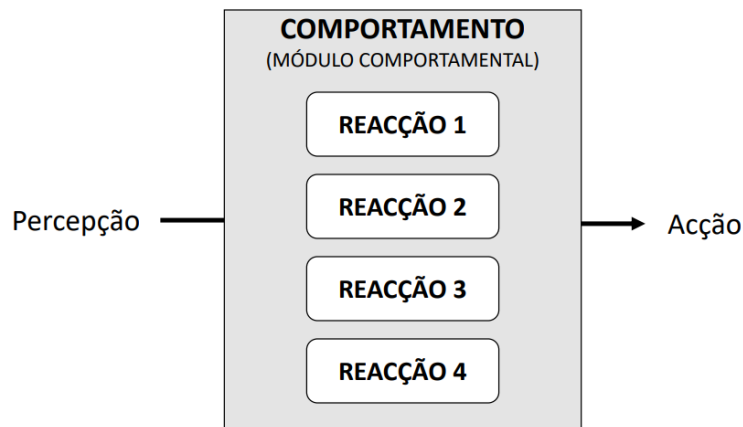 COMPORTAMENTO
(MÓDULO COMPORTAMENTAL)
REACÇÃO 1
REACÇÃO 2
Percepção
Acção
REACÇÃO 3
REACÇÃO 4